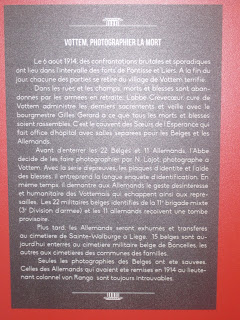 VOTTEM, PHOTOGRAPHIER LA MORT
Le 6 août 1914, des confrontations brutales et sporadiques
ont lieu dans l'intervalle des forts de Pontisse et Liers. A la fin du
jour chacune des parties se retire du village de Vottem terrifié.
Dans les rues et les champs, morts et blessés sont aban-
donnés par les armées en retraite. L'abbé Crèvecoeur, curé de
Vottem administre les derniers sacrements et veille avec le
bourgmestre Gilles Gérard à ce que tous les morts et blessés
soient rassemblés. C'est le couvent des Soeurs de l'Espérance qui
fait office d'hôpital avec salles séparées pour les Belges et les
Allemands.
Avant d'enterrer les 22 Belges et 11 Allemands, l'Abbé
décide de les faire photographier par N. Lajot, photographe à
Vottem. Avec la série d'épreuves, les plaques d'identité et l'aide
des blessés, il entreprend la longue enquête d'identification. En
même temps, il demande aux Allemands le geste désintéressé
et humanitaire des Vottemois qui échappent ainsi aux repré-
sailles. Les 22 militaires belges identifiés de la 11e brigade mixte
(3e Division d'armée) et les 11 allemands reçoivent une tombe
provisoire.
Plus tard, les Allemands seront exhumés et transférés
au cimetière de Sainte-Walburge à Liège. 15 belges sont au-
jourd'hui enterrés au cimetière militaire belge de Boncelles, les
autres aux cimetières des communes des familles.
Seules les photographies des Belges ont été sauvées.
Celles des Allemands qui avaient été remises en 1914 au lieute-
nant colonnel von Range sont toujours introuvables.